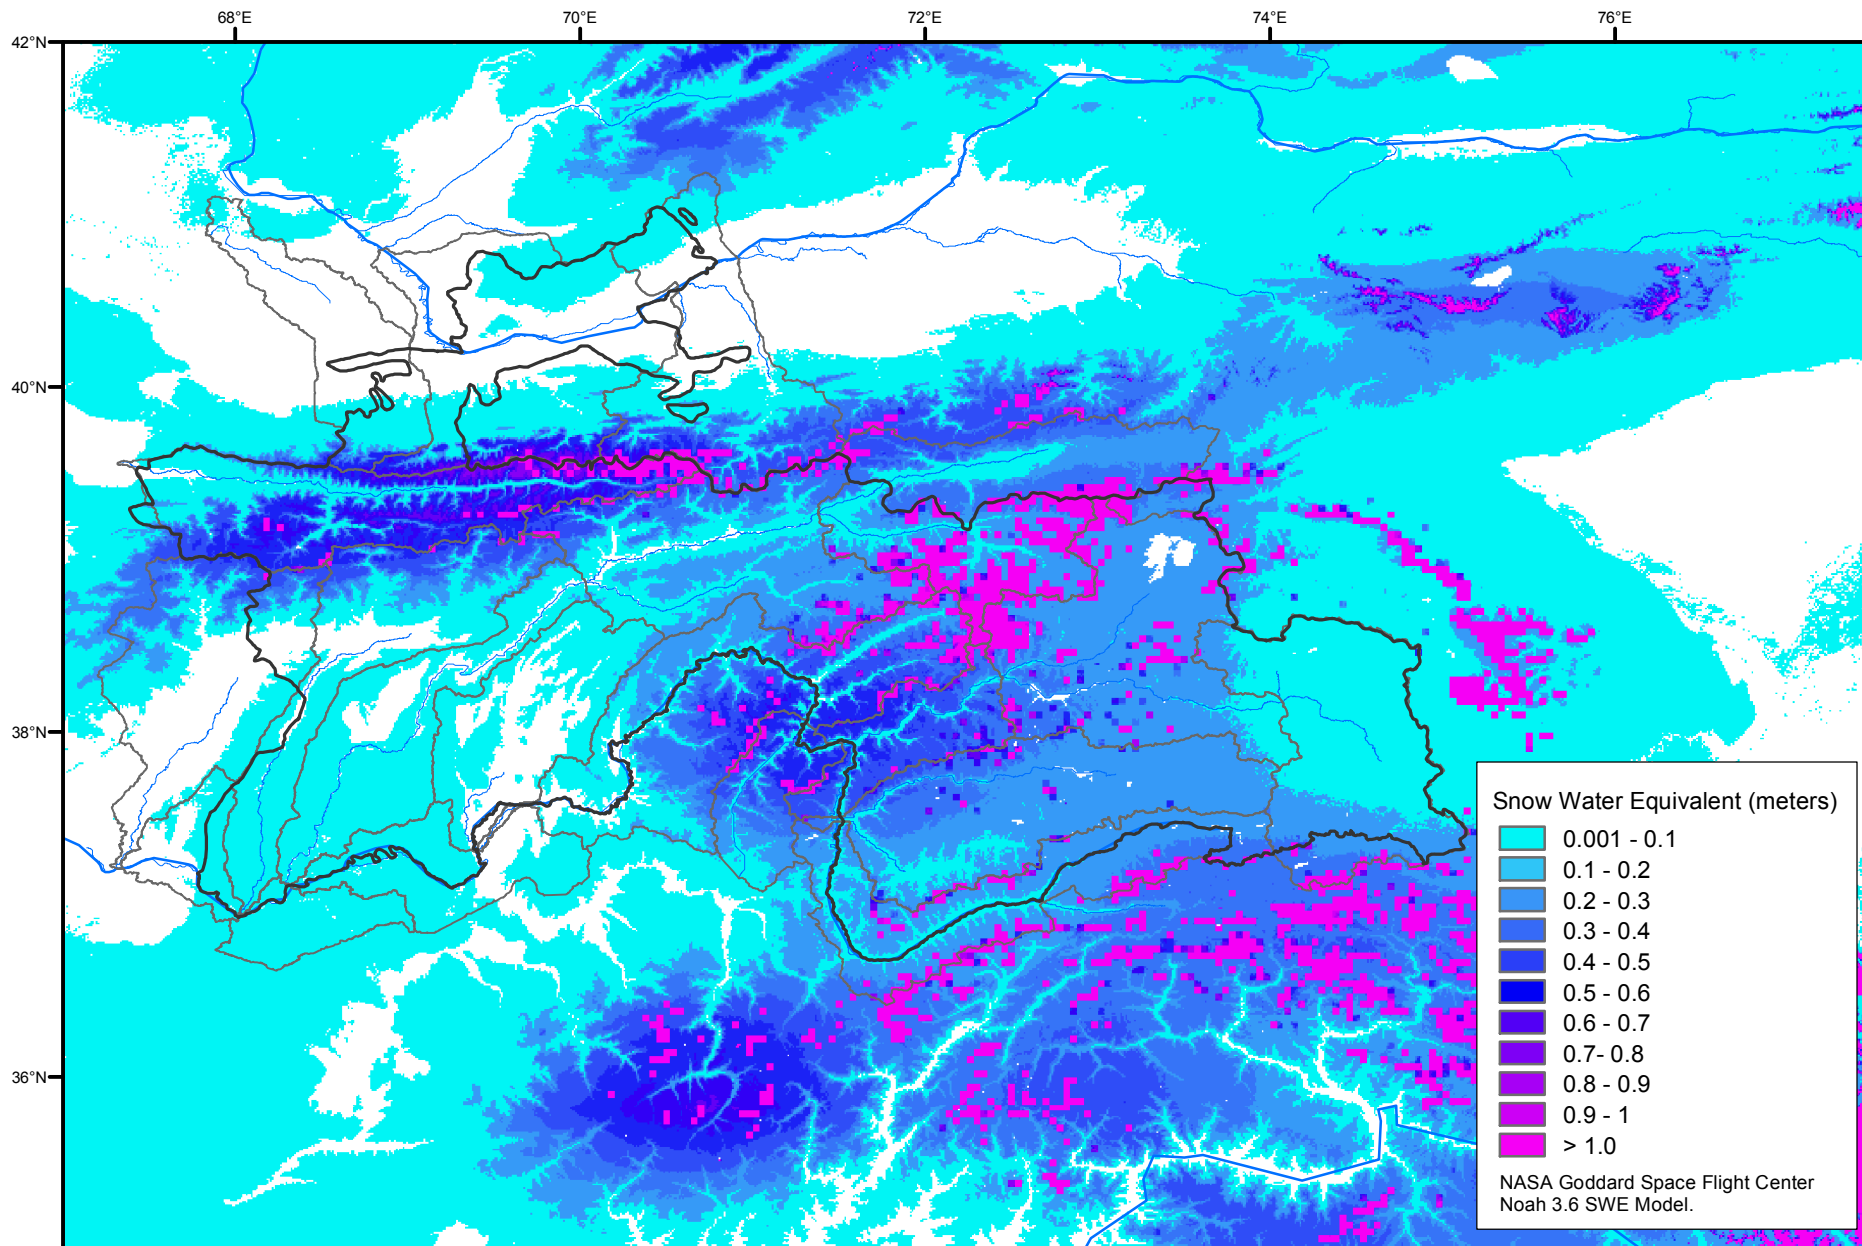 68°E 70°E 72°E 74°E 76°E
42°N
40°N
38°N
36°N
Snow Water Equivalent (meters)
0.001 - 0.1
0.1 - 0.2
0.2 - 0.3
0.3 - 0.4
0.4 - 0.5
0.5 - 0.6
0.6 - 0.7
0.7- 0.8
0.8 - 0.9
0.9 - 1
> 1.0
NASA Goddard Space Flight Center
Noah 3.6 SWE Model.